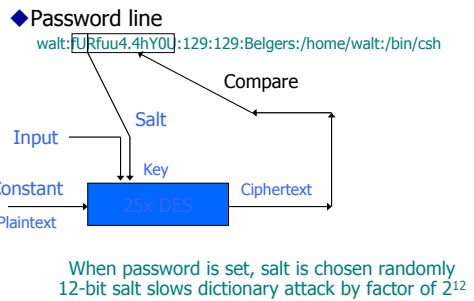 ◆Password line
walt:fURfuu4.4hY0U:129:129:Belgers:/home/walt:/bin/csh
Compare
Salt
Input
Key
Constant
Ciphertext
25x DES
Plaintext
When password is set, salt is chosen randomly
12-bit salt slows dictionary attack by factor of 2¹²